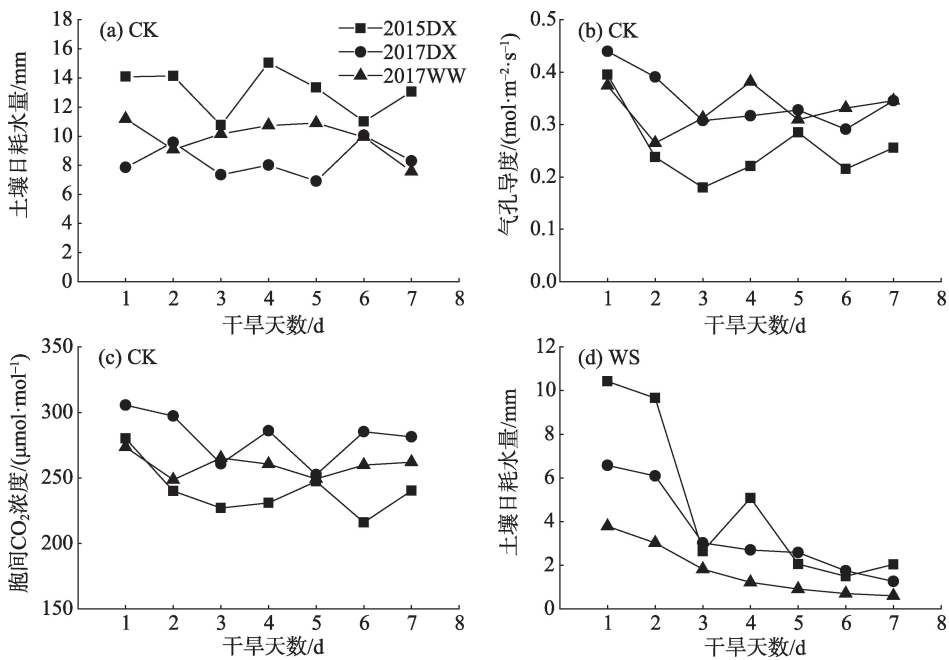 (a) CK
2015DX
2017DX
2017WW
18
16
14
12
10
8
6
4
2
0
土壤日耗水量/mm
1 2 3 4 5 6 7 8
干旱天数/d
(b) CK
0.5
0.4
0.3
0.2
0.1
0.0
气孔导度/(mol·m⁻²·s⁻¹)
1 2 3 4 5 6 7 8
干旱天数/d
(c) CK
350
300
250
200
150
胞间CO₂浓度/(μmol·mol⁻¹)
1 2 3 4 5 6 7 8
干旱天数/d
(d) WS
12
10
8
6
4
2
0
土壤日耗水量/mm
1 2 3 4 5 6 7 8
干旱天数/d